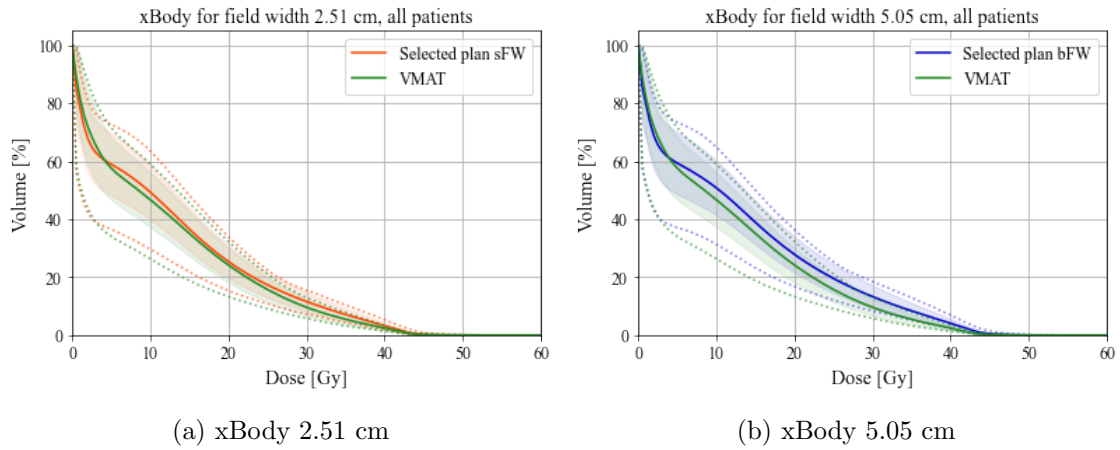 xBody for field width 2.51 cm, all patients
Selected plan sFW
VMAT
100
80
60
40
20
0
Volume [%]
0 10 20 30 40 50 60
Dose [Gy]
(a) xBody 2.51 cm
xBody for field width 5.05 cm, all patients
Selected plan bFW
VMAT
100
80
60
40
20
0
Volume [%]
0 10 20 30 40 50 60
Dose [Gy]
(b) xBody 5.05 cm